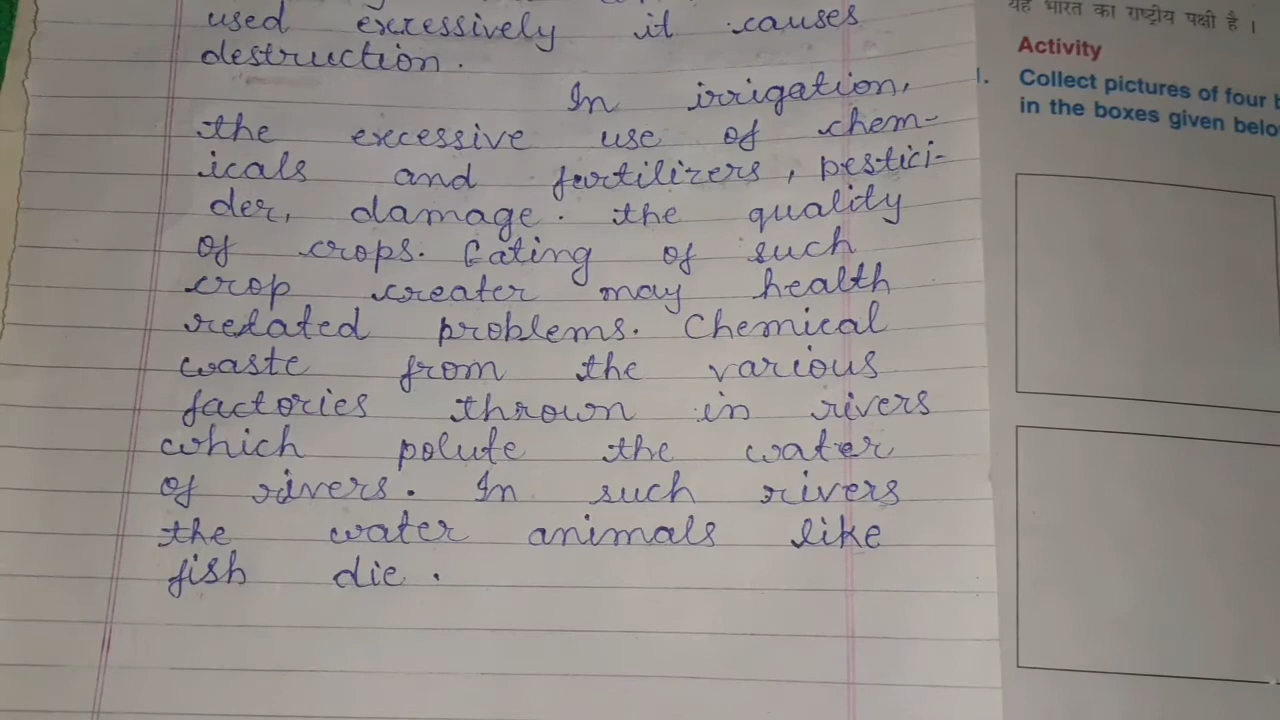 used excessively it causes
destruction.
In irrigation,
the excessive use of chem-
icals and fertilizers, pestici-
der, damage. the quality
of crops. Eating of such
crop creater may health
related problems. Chemical
waste from the various
factories thrown in rivers
which polute the water
of rivers. In such rivers
the water animals like
fish die.
यह भारत का राष्ट्रीय पक्षी है।
Activity
1. Collect pictures of four
in the boxes given belo